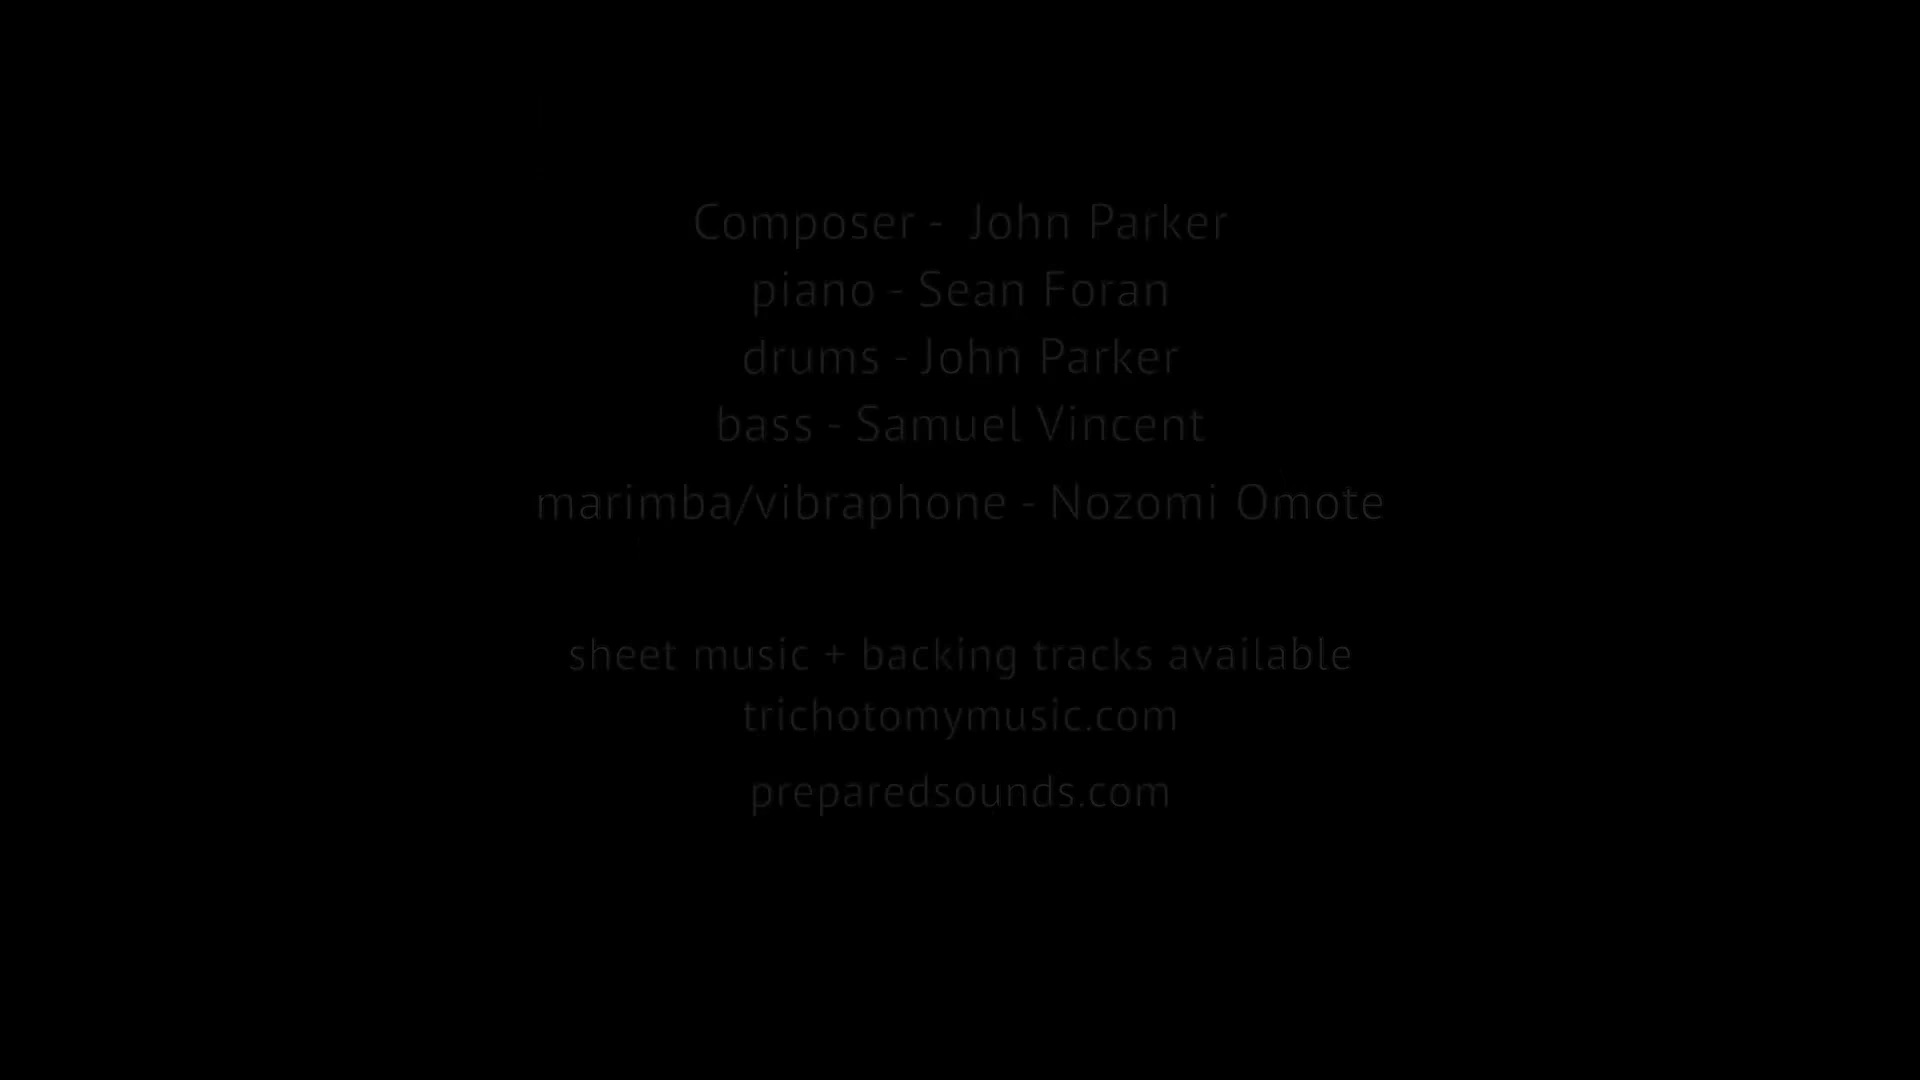 Composer - John Parker
piano - Sean Foran
drums - John Parker
bass - Samuel Vincent
marimba/vibraphone - Nozomi Omote
sheet music + backing tracks available
trichotomymusic.com
preparedsounds.com